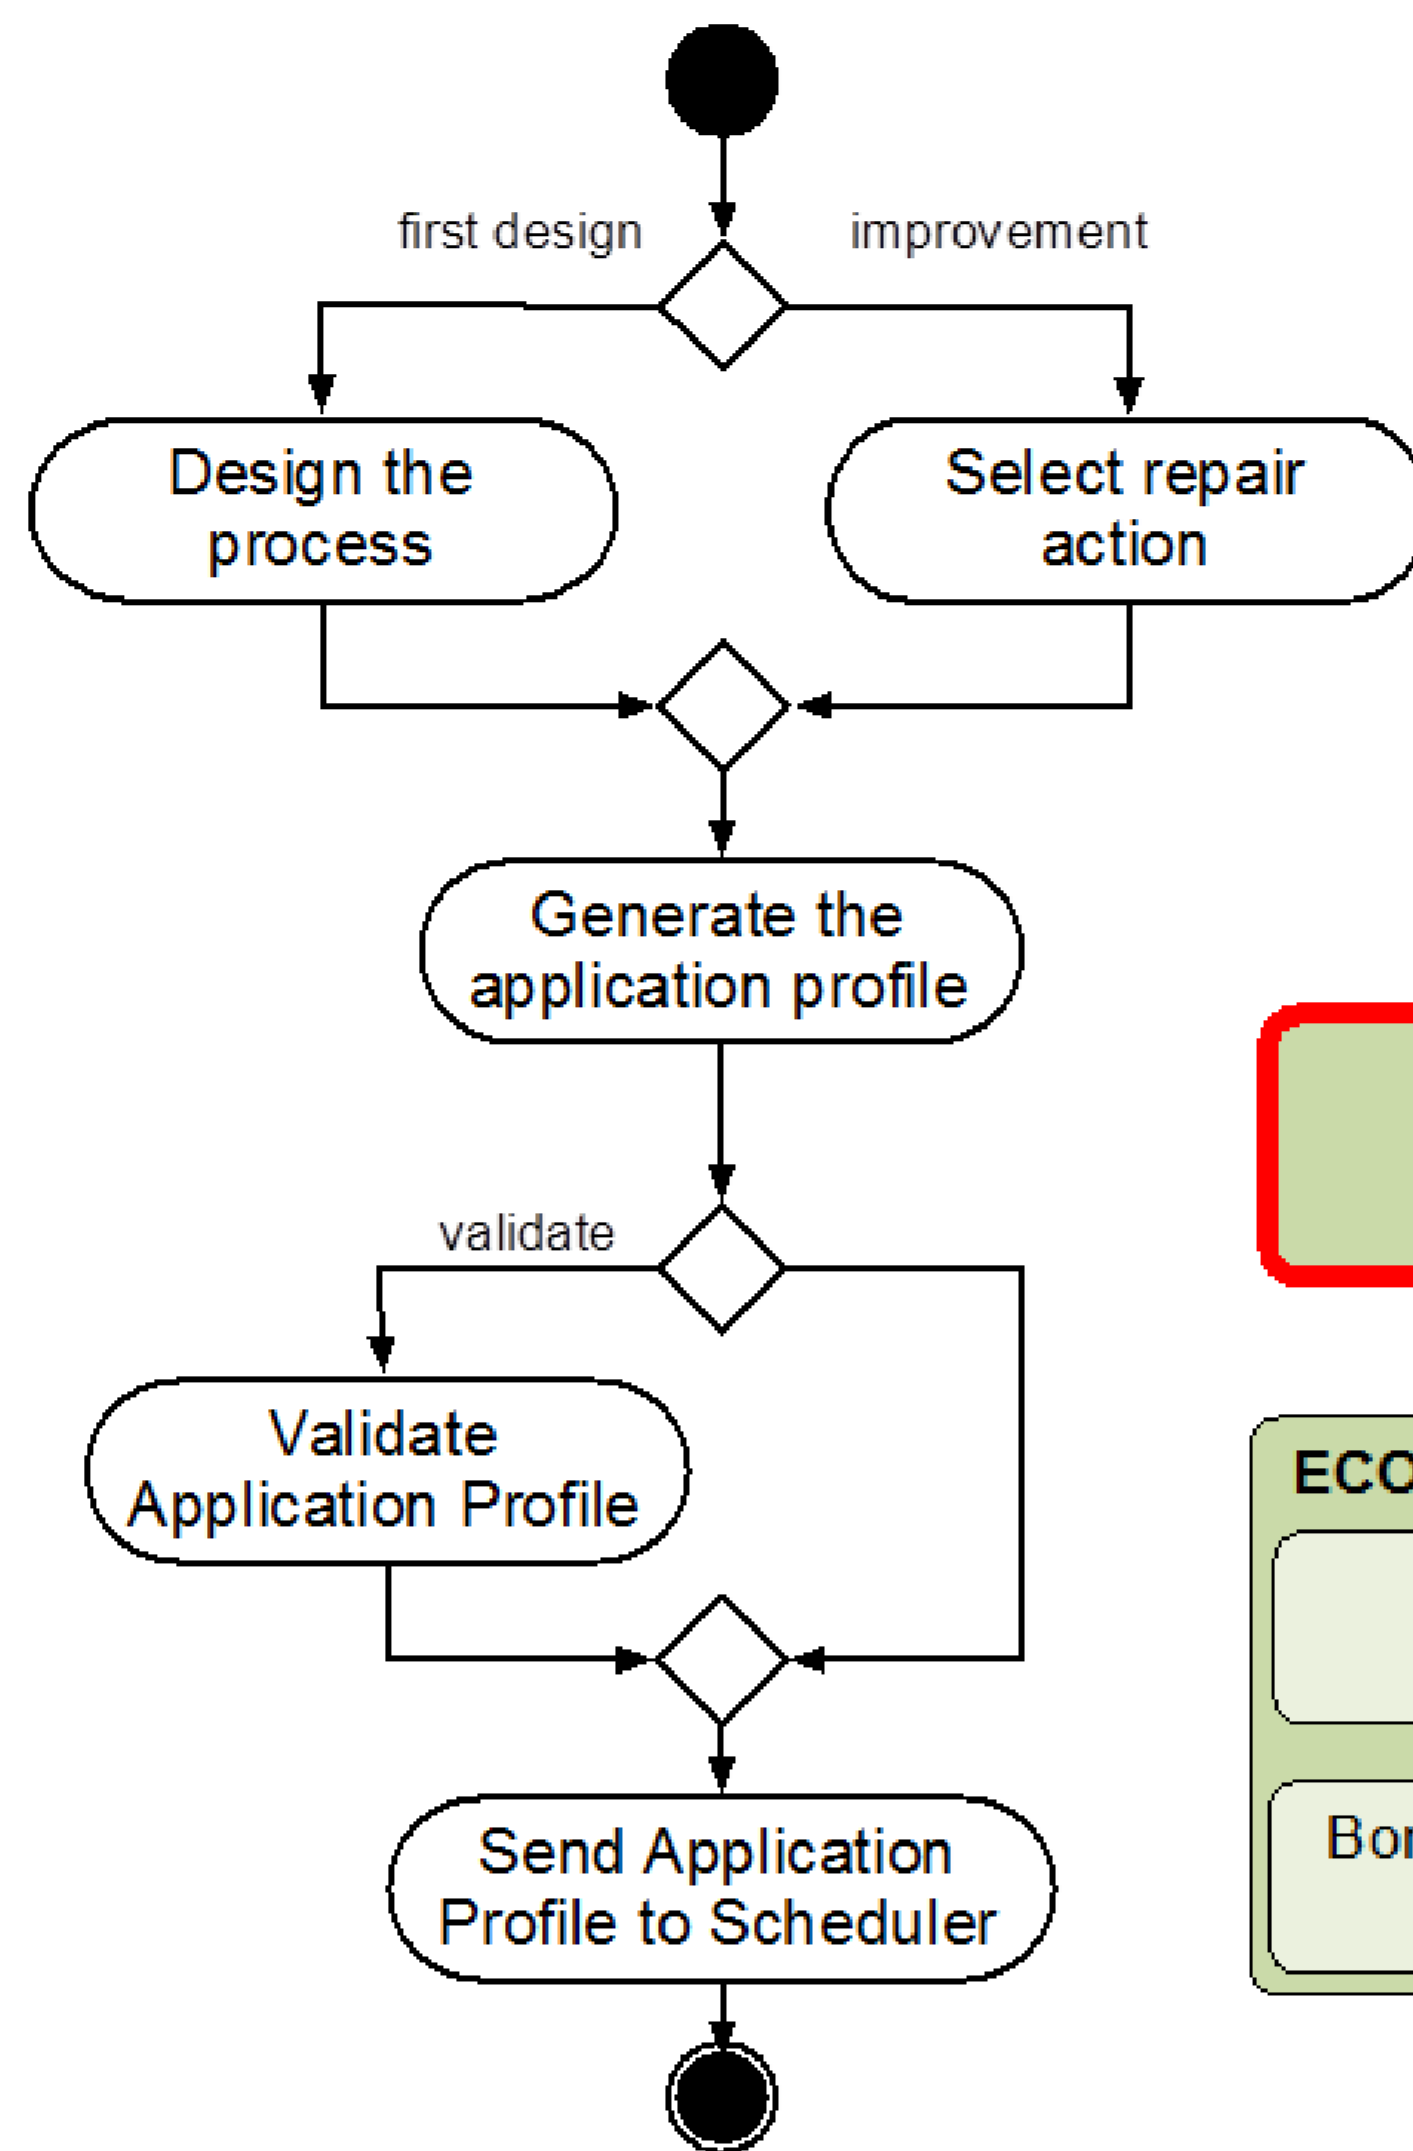 first design
improvement
Design the
process
Select repair
action
Generate the
application profile
validate
Validate
Application Profile
Send Application
Profile to Scheduler